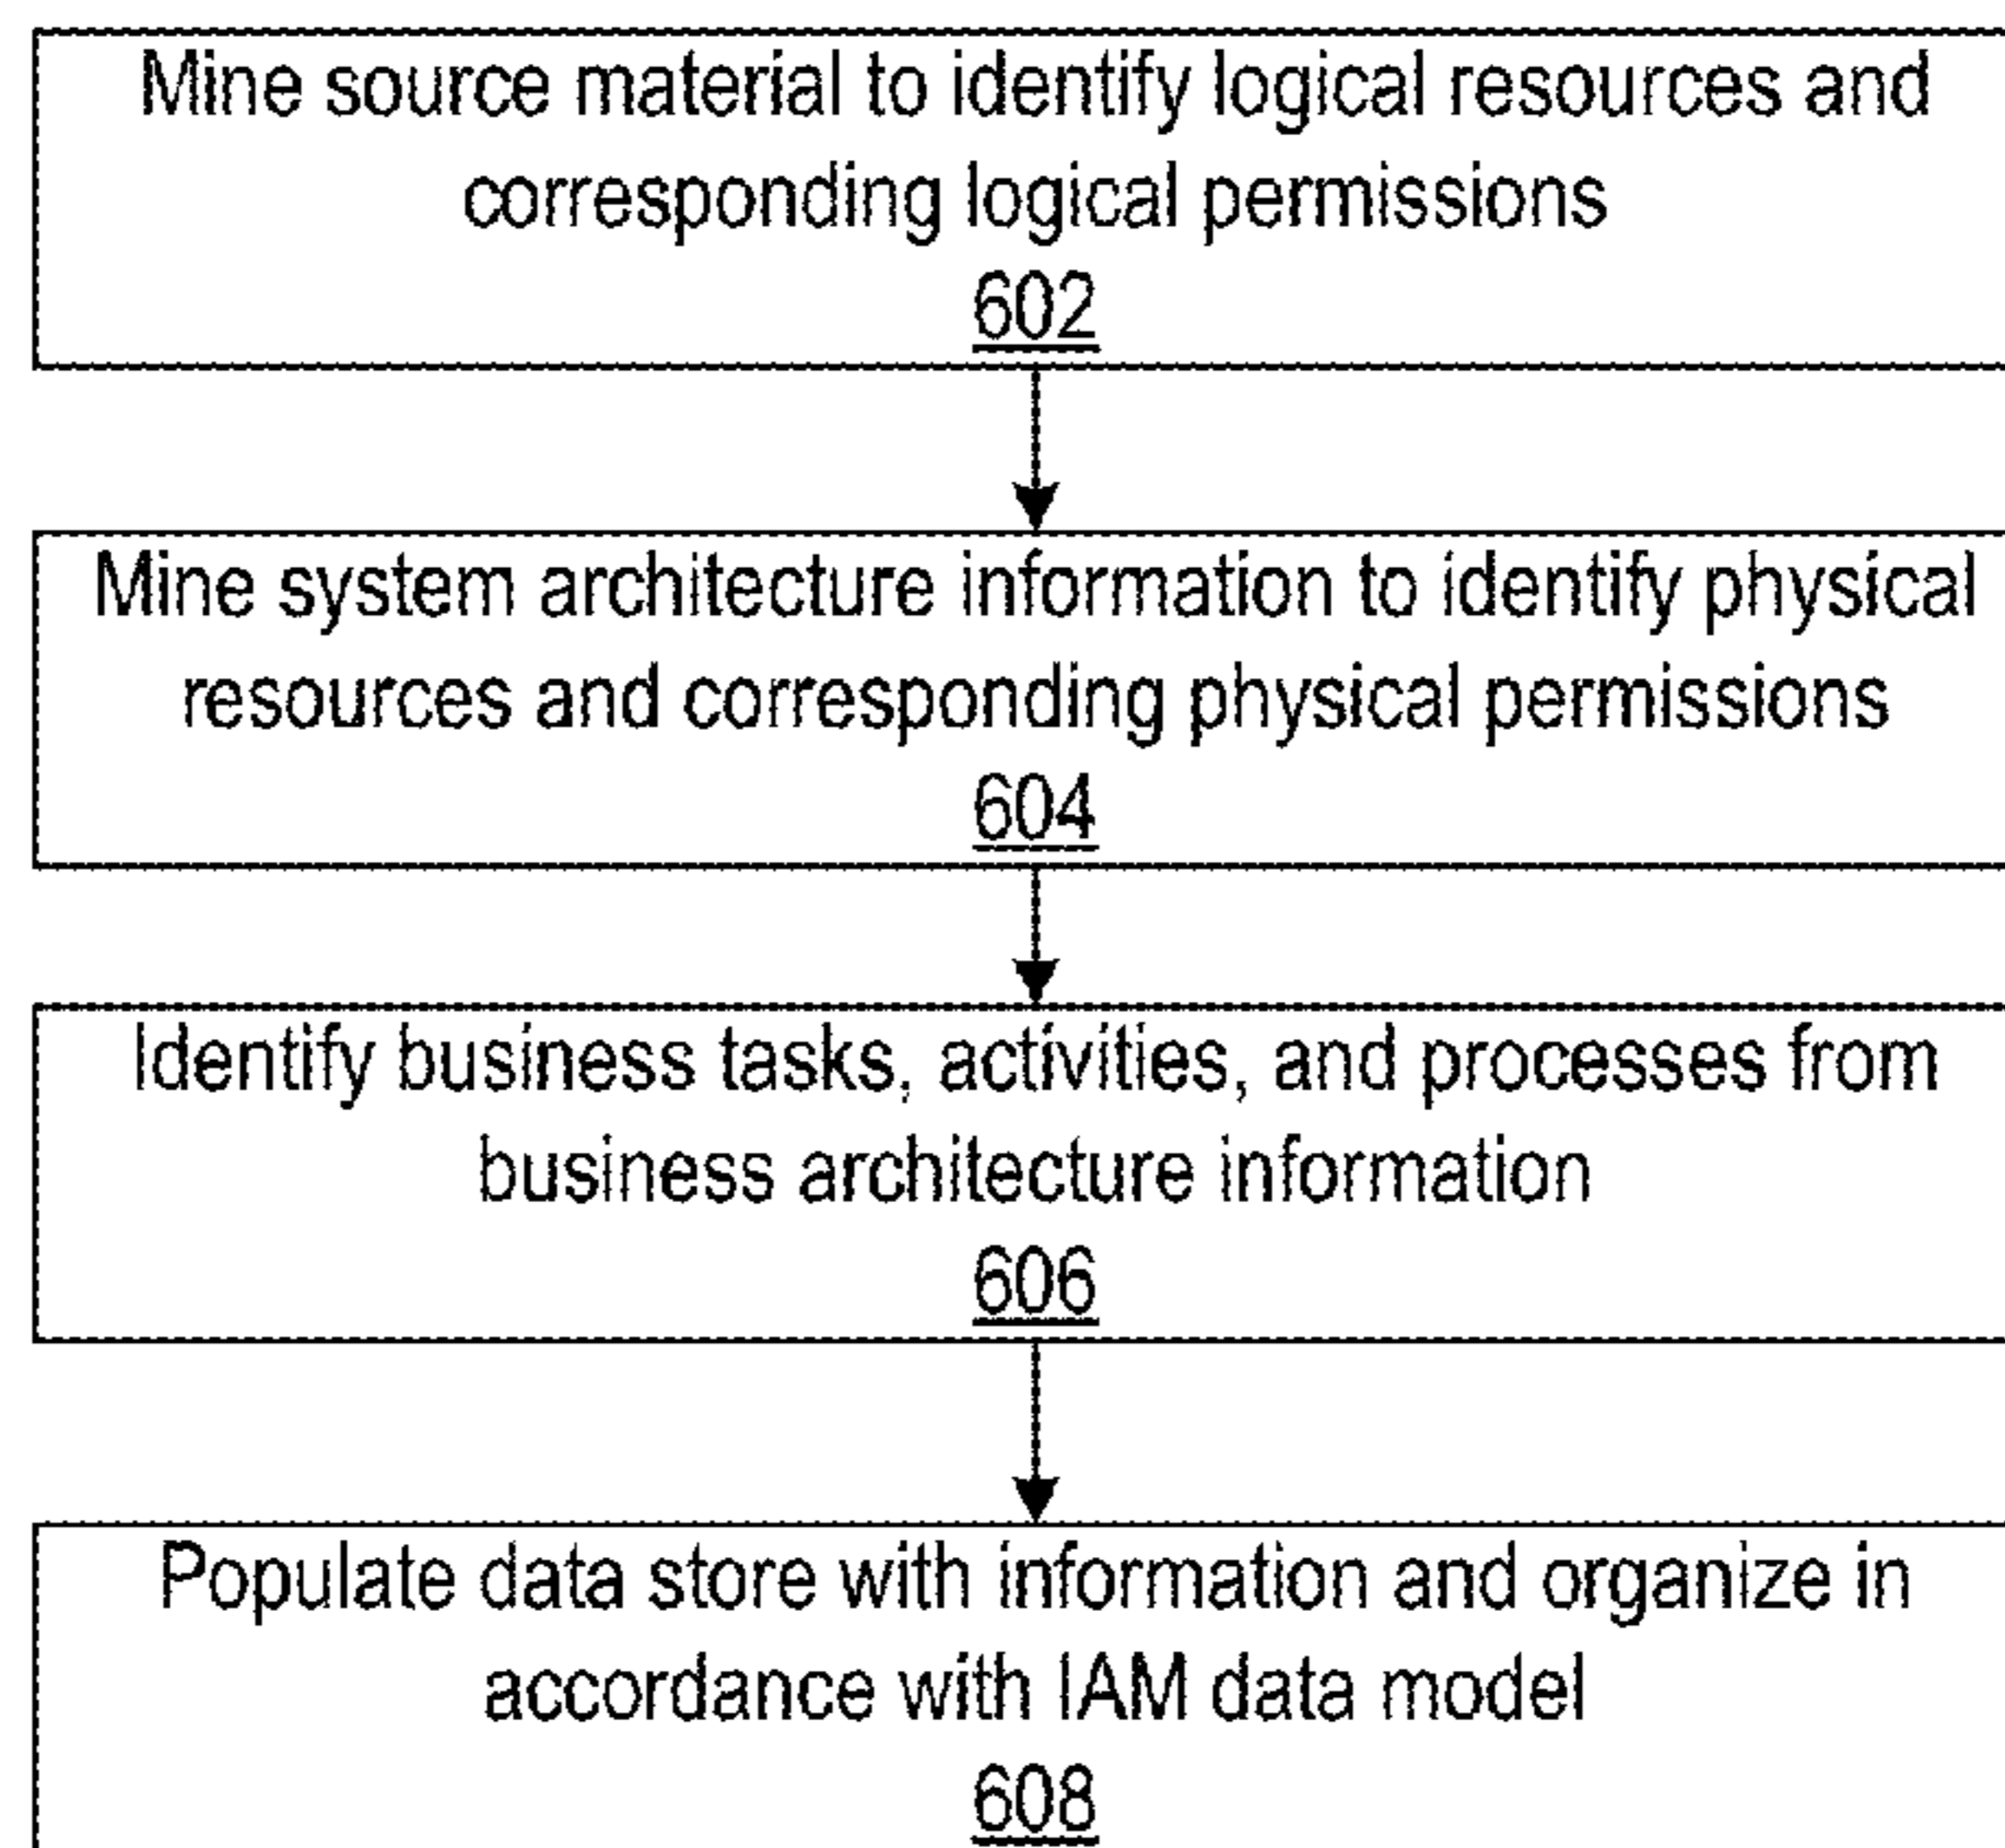 Mine source material to identify logical resources and
corresponding logical permissions
602
Mine system architecture information to identify physical
resources and corresponding physical permissions
604
Identify business tasks, activities, and processes from
business architecture information
606
Populate data store with information and organize in
accordance with IAM data model
608